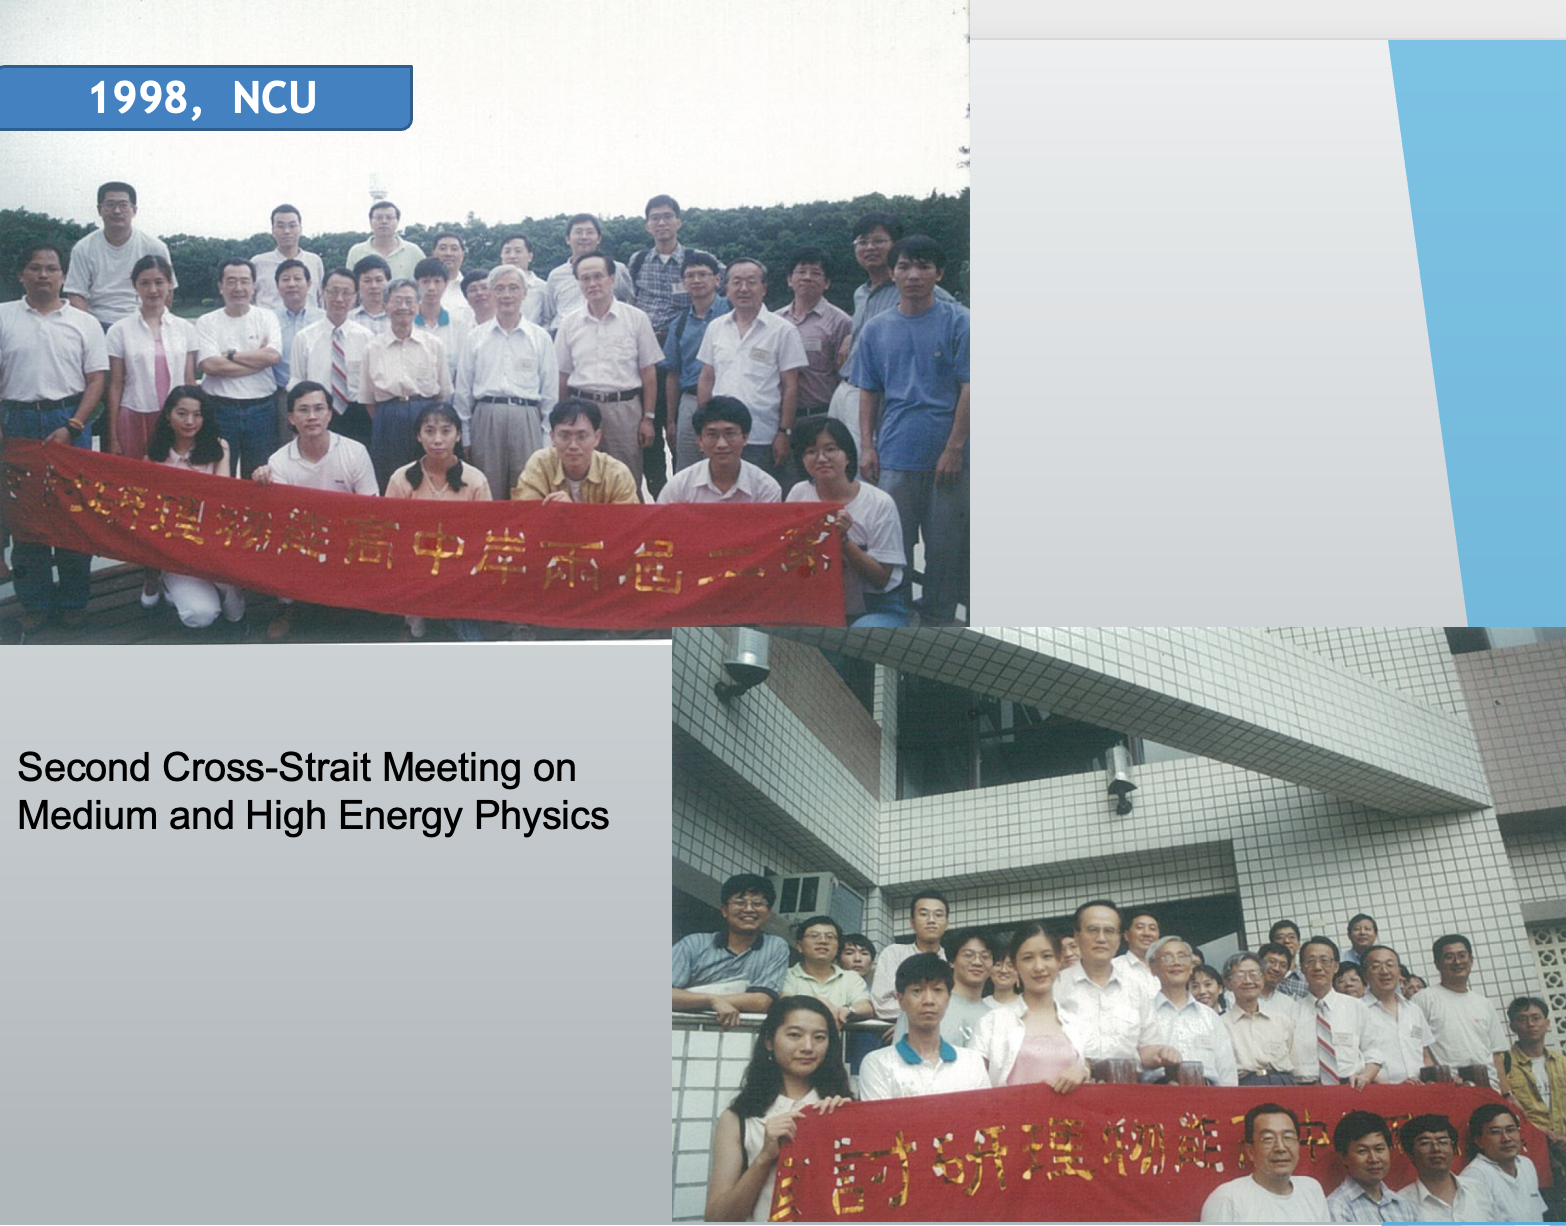 1998, NCU
第二屆兩岸中高能物理研討
Second Cross-Strait Meeting on
Medium and High Energy Physics
中高能物理研討